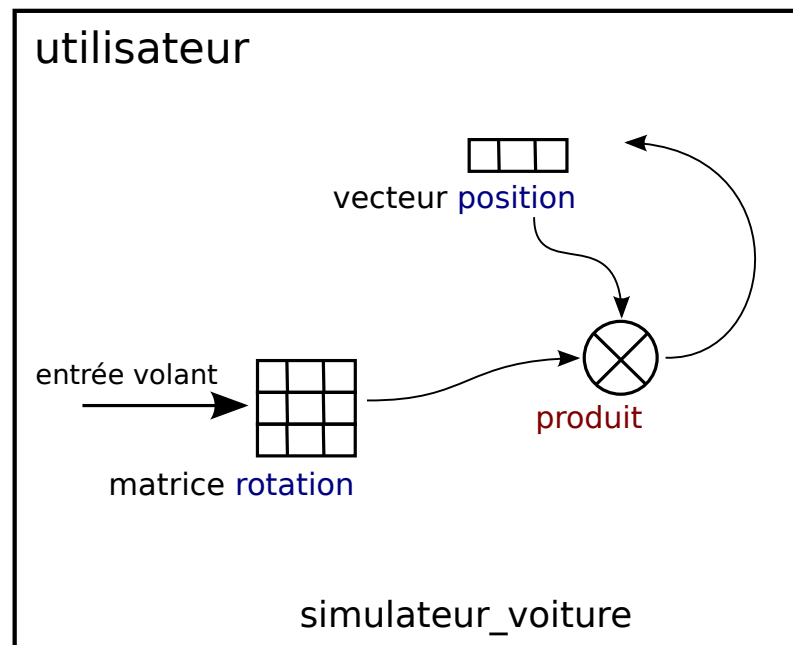 utilisateur
vecteur position
entrée volant
produit
matrice rotation
simulateur_voiture